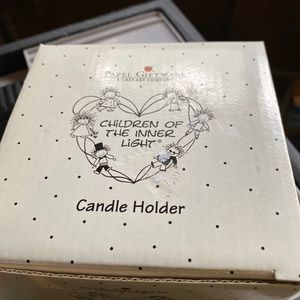 PAPEL GIFTWARE
A CAST ART COMPANY
CHILDREN OF
THE INNER
LIGHT®
Candle Holder